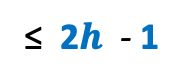 ≤ 2h - 1